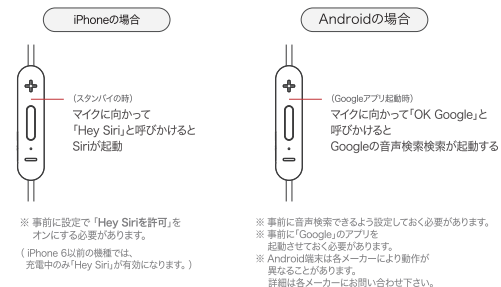 iPhoneの場合
(スタンバイの時)
マイクに向かって
「Hey Siri」と呼びかけると
Siriが起動
※ 事前に設定で「Hey Siriを許可」を
オンにする必要があります。
( iPhone 6以前の機種では、
充電中のみ「Hey Siri」が有効になります。)
Androidの場合
(Googleアプリ起動時)
マイクに向かって「OK Google」と
呼びかけると
Googleの音声検索検索が起動する
※ 事前に音声検索できるよう設定しておく必要があります。
※ 事前に「Google」のアプリを
起動させておく必要があります。
※ Android端末は各メーカーにより動作が
異なることがあります。
詳細は各メーカーにお問い合わせ下さい。